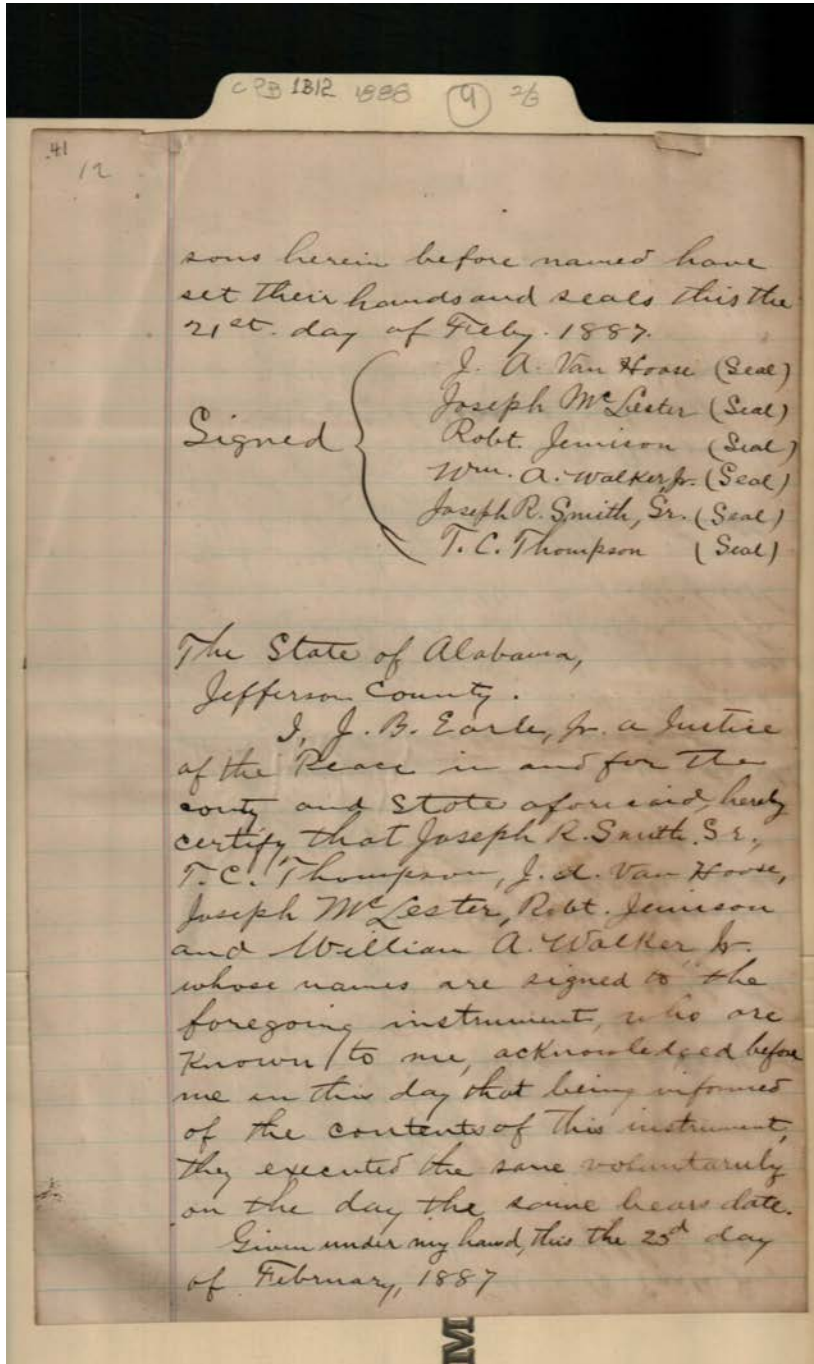 CPB 1B12 1888 9 2/3
41
12
sons herein before named have
set their hands and seals this the
21st. day of Feby. 1887.
J. A. Van Hoose (Seal)
Joseph McLester (Seal)
Signed
Robt. Jemison (Seal)
Wm. A. Walker, Jr. (Seal)
Joseph R. Smith, Sr. (Seal)
T. C. Thompson (Seal)
The State of Alabama,
Jefferson County.
I, J. B. Earle, Jr. a Justice
of the Peace in and for the
conty and State aforesaid, hereby
certify that Joseph R. Smith, Sr.,
T. C. Thompson, J. A. Van Hoose,
Joseph McLester, Robt. Jemison
and William A. Walker Jr.
whose names are signed to the
foregoing instrument, who are
Known to me, acknowledged before
me on this day that being informed
of the contents of this instrument,
they executed the same voluntarily
on the day the same bears date.
Given under my hand, this the 23d day
of February, 1887
M